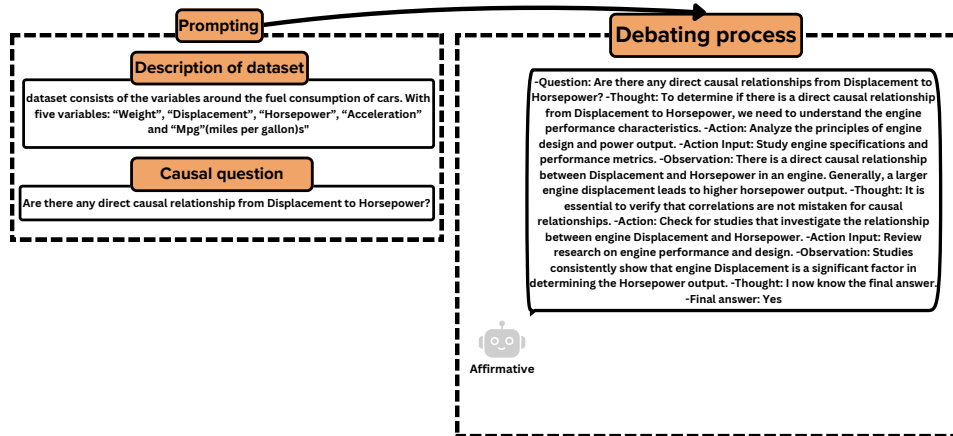 Prompting
Debating process
Description of dataset
dataset consists of the variables around the fuel consumption of cars. With
five variables: “Weight”, “Displacement”, “Horsepower”, “Acceleration”
and “Mpg”(miles per gallon)s"
Causal question
Are there any direct causal relationship from Displacement to Horsepower?
-Question: Are there any direct causal relationships from Displacement to
Horsepower? -Thought: To determine if there is a direct causal relationship
from Displacement to Horsepower, we need to understand the engine
performance characteristics. -Action: Analyze the principles of engine
design and power output. -Action Input: Study engine specifications and
performance metrics. -Observation: There is a direct causal relationship
between Displacement and Horsepower in an engine. Generally, a larger
engine displacement leads to higher horsepower output. -Thought: It is
essential to verify that correlations are not mistaken for causal
relationships. -Action: Check for studies that investigate the relationship
between engine Displacement and Horsepower. -Action Input: Review
research on engine performance and design. -Observation: Studies
consistently show that engine Displacement is a significant factor in
determining the Horsepower output. -Thought: I now know the final answer.
-Final answer: Yes
Affirmative